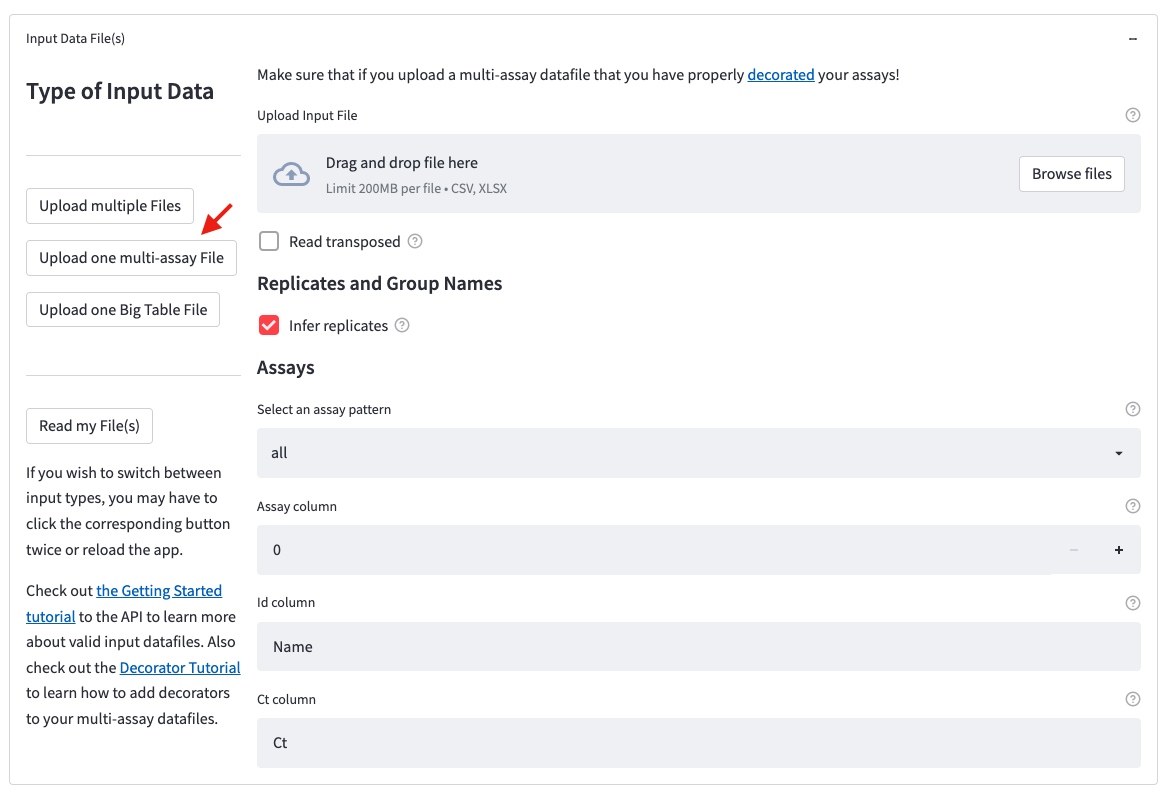 Input Data File(s)
Type of Input Data
Upload multiple Files
Upload one multi-assay File
Upload one Big Table File
Read my File(s)
If you wish to switch between
input types, you may have to
click the corresponding button
twice or reload the app.
Check out the Getting Started
tutorial to the API to learn more
about valid input datafiles. Also
check out the Decorator Tutorial
to learn how to add decorators
to your multi-assay datafiles.
Make sure that if you upload a multi-assay datafile that you have properly decorated your assays!
Upload Input File
Drag and drop file here
Limit 200MB per file • CSV, XLSX
Browse files
Read transposed
Replicates and Group Names
Infer replicates
Assays
Select an assay pattern
all
Assay column
0
Id column
Name
Ct column
Ct